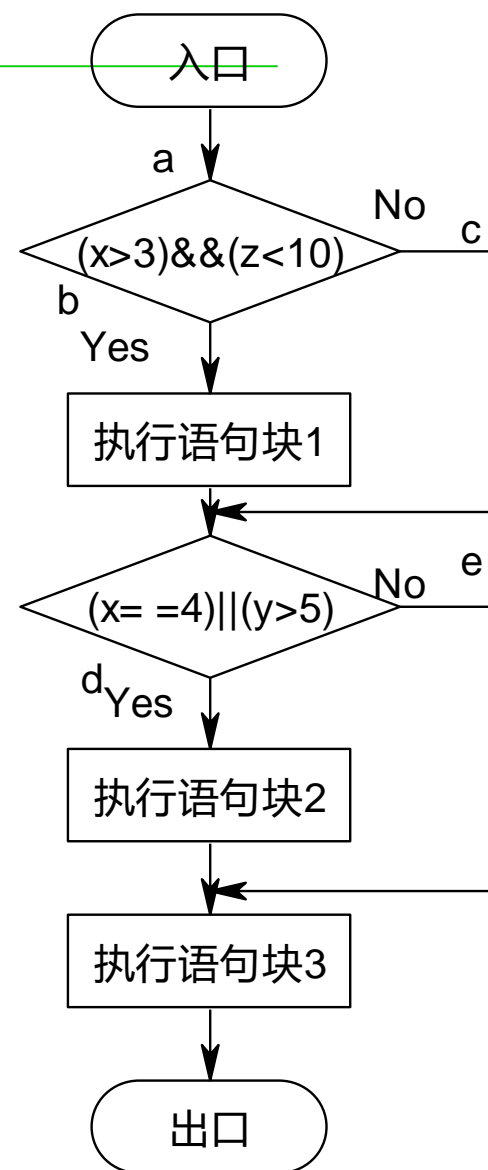 入口
a
No
c
(x>3)&&(z<10)
b
Yes
执行语句块1
e
No
(x= =4)||(y>5)
d
Yes
执行语句块2
执行语句块3
出口